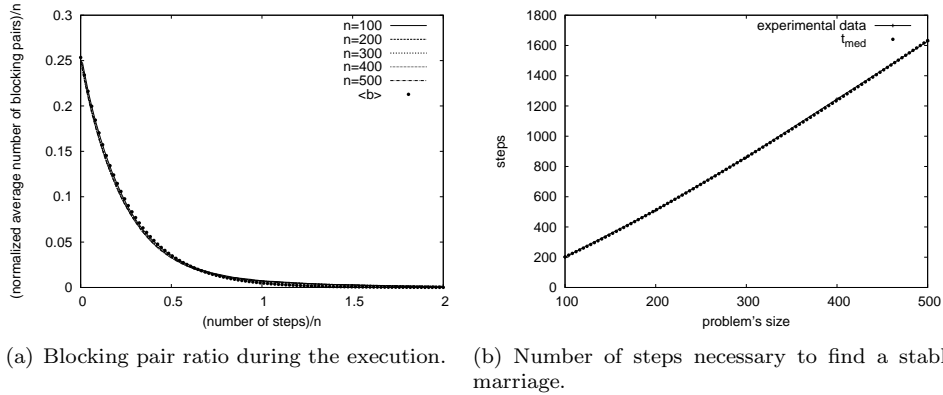 (normalized average number of blocking pairs)/n
0.3
0.25
0.2
0.15
0.1
0.05
0
0
0.5
1
1.5
2
(number of steps)/n
n=100
n=200
n=300
n=400
n=500
<b>
(a) Blocking pair ratio during the execution.
steps
1800
1600
1400
1200
1000
800
600
400
200
0
100
200
300
400
500
problem's size
experimental data
t_med
(b) Number of steps necessary to find a stabl
marriage.